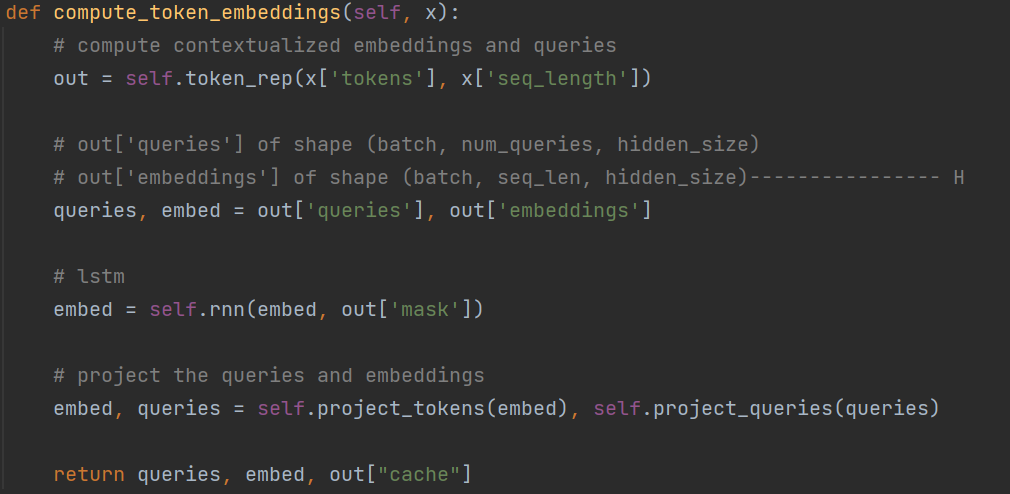 def compute_token_embeddings(self, x):
    # compute contextualized embeddings and queries
    out = self.token_rep(x['tokens'], x['seq_length'])
    # out['queries'] of shape (batch, num_queries, hidden_size)
    # out['embeddings'] of shape (batch, seq_len, hidden_size)---------------- H
    queries, embed = out['queries'], out['embeddings']
    # lstm
    embed = self.rnn(embed, out['mask'])
    # project the queries and embeddings
    embed, queries = self.project_tokens(embed), self.project_queries(queries)
    return queries, embed, out["cache"]